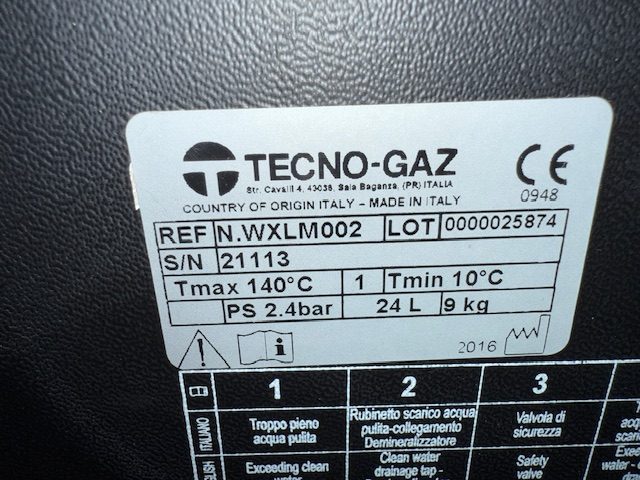 TECNO-GAZ
Str. Cavalli 4, 43038, Sala Baganza, (PR) ITALIA
COUNTRY OF ORIGIN ITALY - MADE IN ITALY
CE
0948
REF N.WXLM002 LOT 0000025874
S/N 21113
Tmax 140°C 1 Tmin 10°C
PS 2.4bar 24 L 9 kg
i
2016
1 2 3
ITALIANO
Troppo pieno
acqua pulita
Rubinetto scarico acqua
pulita-collegamento
Demineralizzatore
Valvola di
sicurezza
Exceeding clean
water
Clean water
drainage tap -
Safety
valve